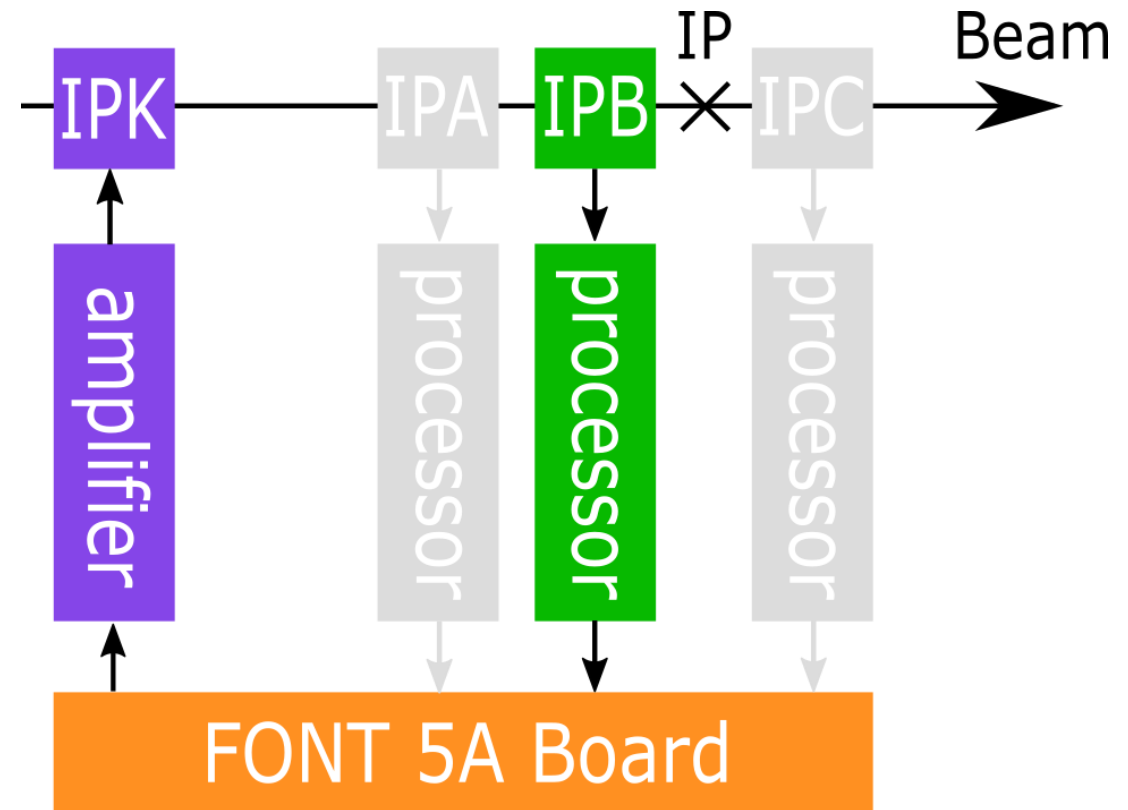 IP
Beam
IPK
IPA
IPB
IPC
amplifier
processor
processor
processor
FONT 5A Board